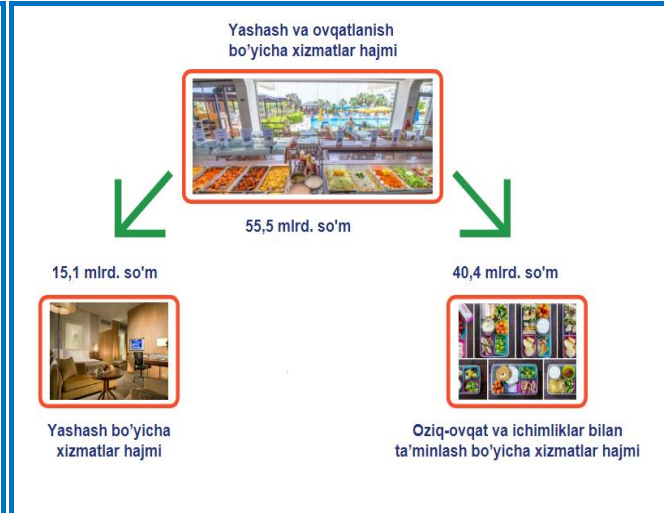 Yashash va ovqatlanish
bo’yicha xizmatlar hajmi
55,5 mlrd. so'm
15,1 mlrd. so'm
40,4 mlrd. so'm
Yashash bo’yicha
xizmatlar hajmi
Oziq-ovqat va ichimliklar bilan
ta’minlash bo’yicha xizmatlar hajmi